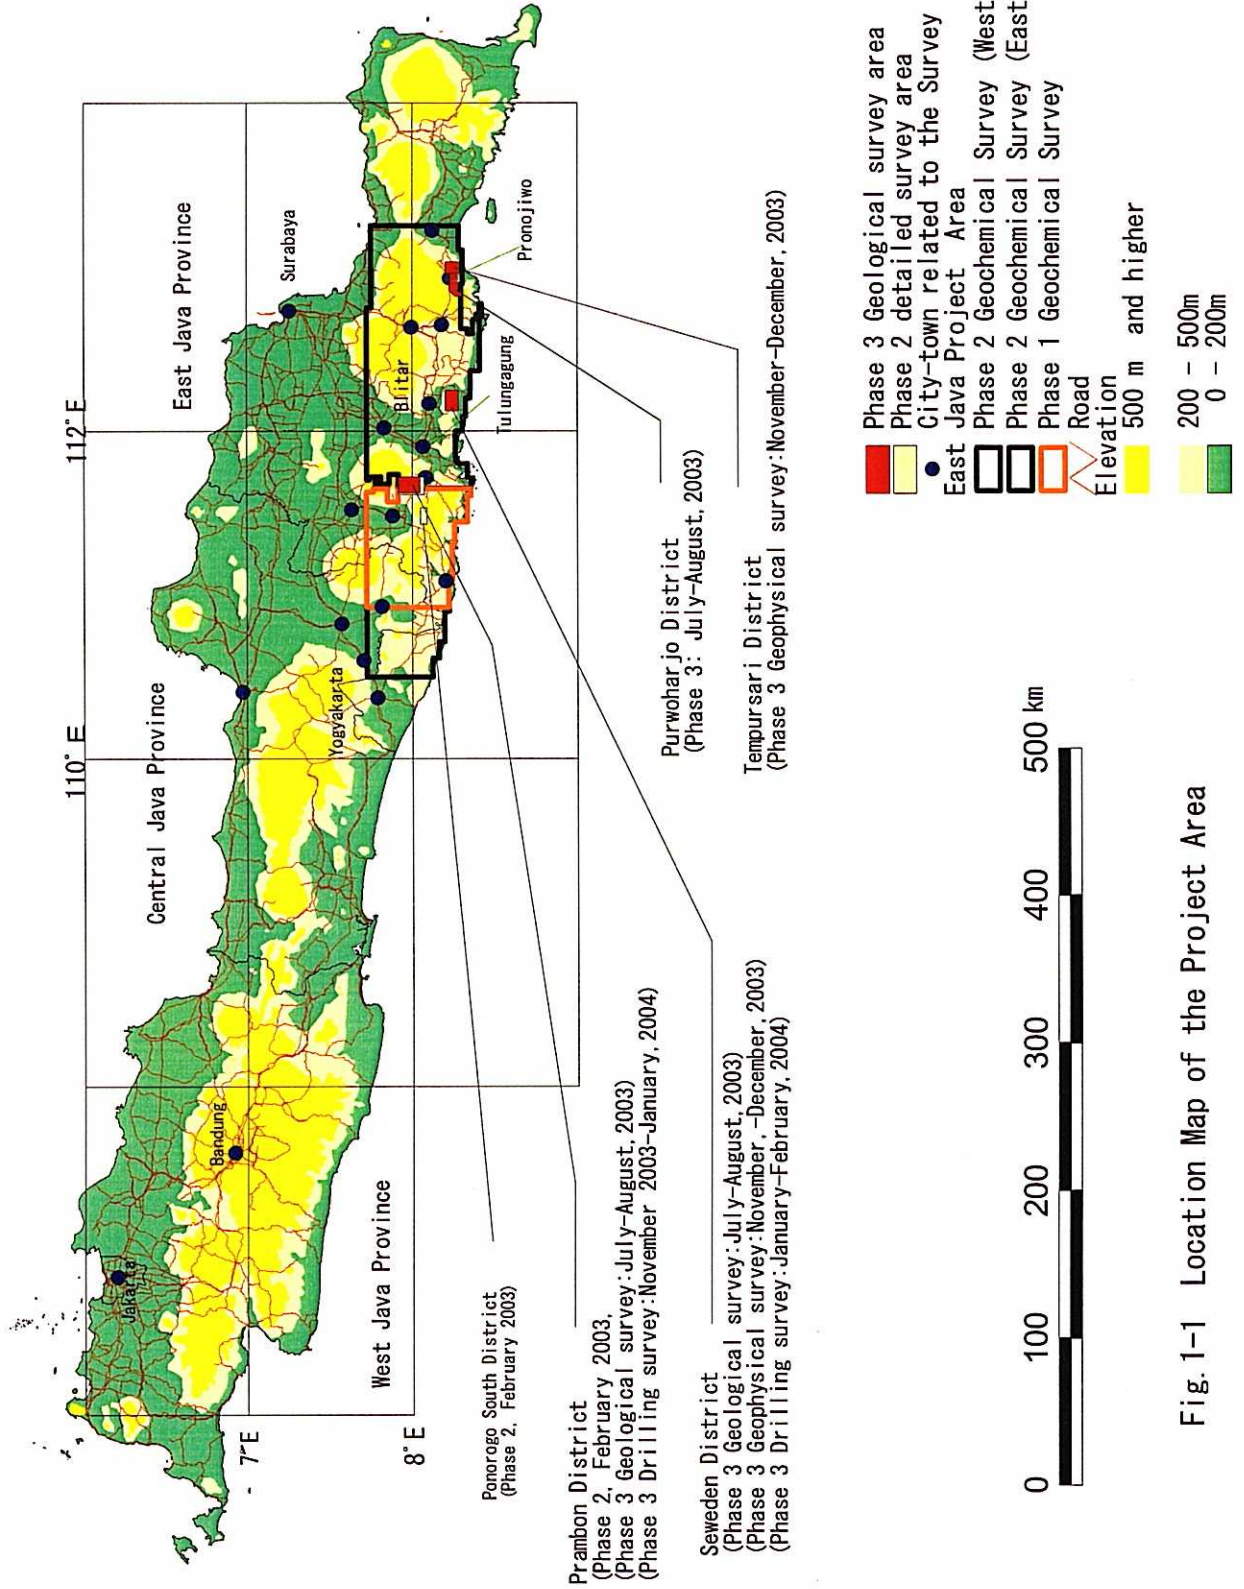 112° E
110° E
7° E
8° E
East Java Province
Central Java Province
West Java Province
Surabaya
Pronojiwo
Blitar
Tulungagung
Yogyakarta
Bandung
Jakarta
Ponorogo South District
(Phase 2, February 2003)
Prambon District
(Phase 2, February 2003,
(Phase 3 Geological survey:July-August, 2003)
(Phase 3 Drilling survey:November 2003-January, 2004)
Seweden District
(Phase 3 Geological survey:July-August, 2003)
(Phase 3 Geophysical survey:November,-December, 2003)
(Phase 3 Drilling survey:January-February, 2004)
Purwoharjo District
(Phase 3: July-August, 2003)
Tempursari District
(Phase 3 Geophysical survey:November-December, 2003)
Phase 3 Geological survey area
Phase 2 detailed survey area
City-town related to the Survey
East Java Project Area
Phase 2 Geochemical Survey (West
Phase 2 Geochemical Survey (East
Phase 1 Geochemical Survey
Road
Elevation
500 m and higher
200 - 500m
0 - 200m
0 100 200 300 400 500 km
Fig. 1-1 Location Map of the Project Area